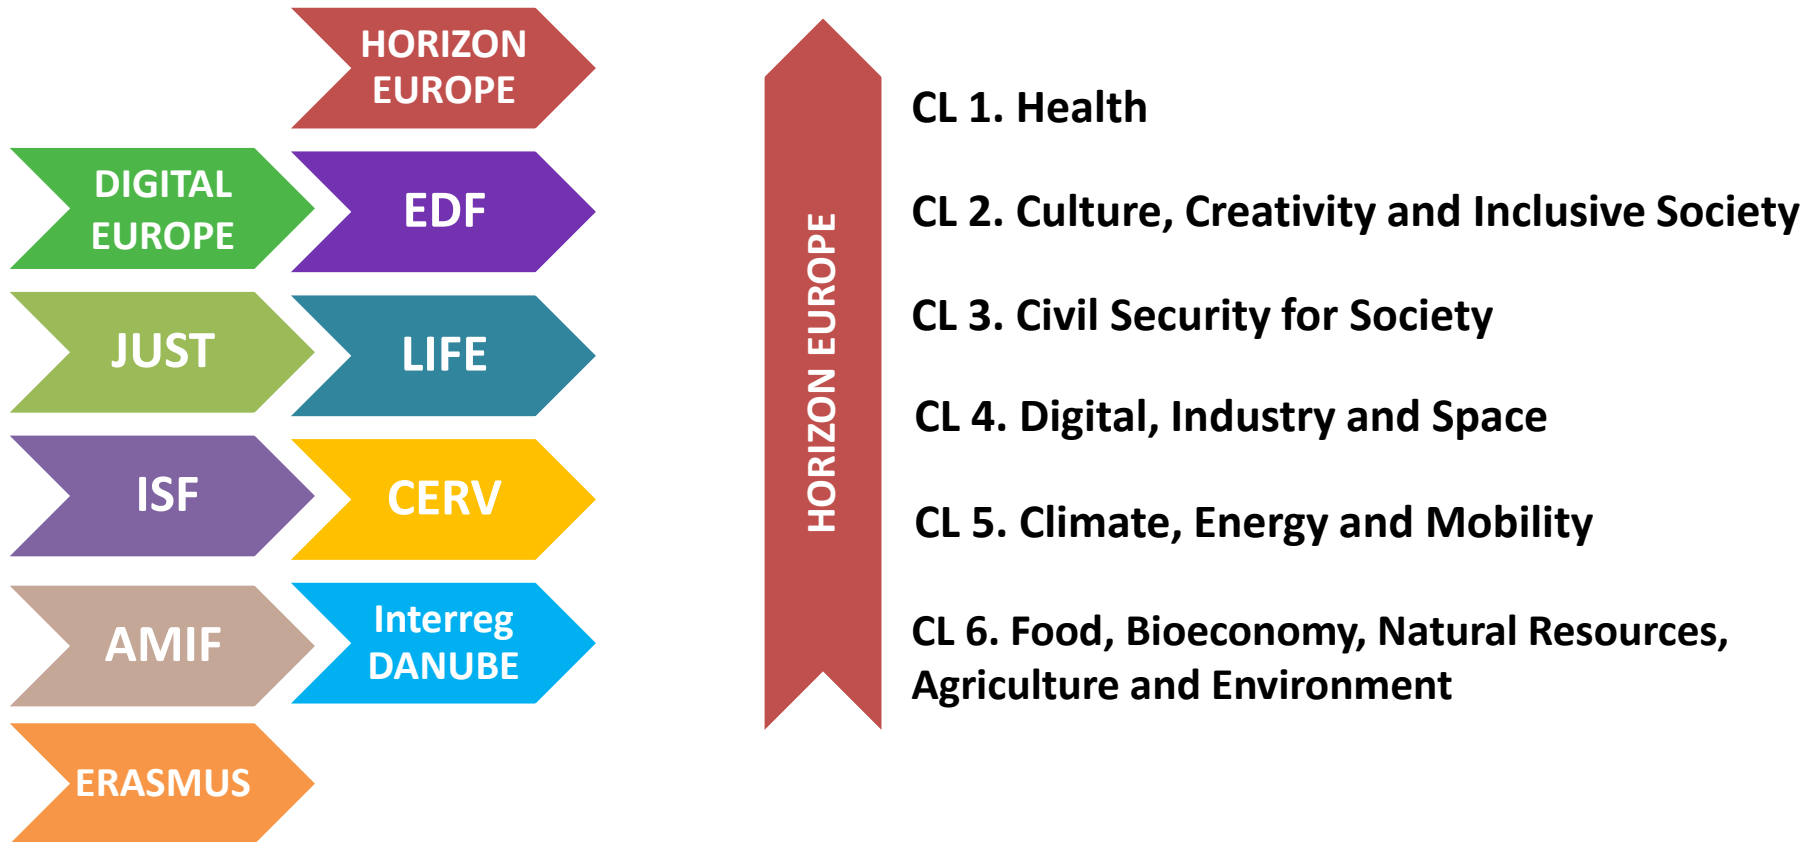 HORIZON
EUROPE
DIGITAL
EUROPE
EDF
JUST
LIFE
ISF
CERV
AMIF
Interreg
DANUBE
ERASMUS
HORIZON EUROPE
CL 1. Health
CL 2. Culture, Creativity and Inclusive Society
CL 3. Civil Security for Society
CL 4. Digital, Industry and Space
CL 5. Climate, Energy and Mobility
CL 6. Food, Bioeconomy, Natural Resources,
Agriculture and Environment